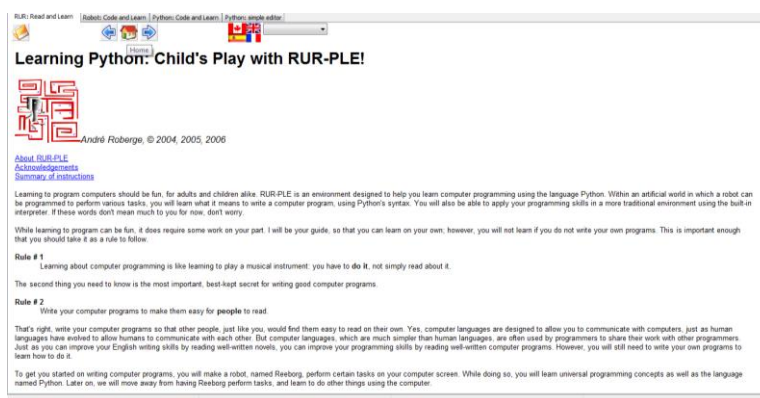 RUR: Read and Learn Robot: Code and Learn Python: Code and Learn Python: simple editor
Home
Learning Python: Child's Play with RUR-PLE!
André Roberge, © 2004, 2005, 2006
About RUR-PLE
Acknowledgements
Summary of instructions
Learning to program computers should be fun, for adults and children alike. RUR-PLE is an environment designed to help you learn computer programming using the language Python. Within an artificial world in which a robot can
be programmed to perform various tasks, you will learn what it means to write a computer program, using Python's syntax. You will also be able to apply your programming skills in a more traditional environment using the built-in
interpreter. If these words don't mean much to you for now, don't worry.
While learning to program can be fun, it does require some work on your part. I will be your guide, so that you can learn on your own; however, you will not learn if you do not write your own programs. This is important enough
that you should take it as a rule to follow.
Rule # 1
Learning about computer programming is like learning to play a musical instrument: you have to do it, not simply read about it.
The second thing you need to know is the most important, best-kept secret for writing good computer programs.
Rule # 2
Write your computer programs to make them easy for people to read.
That's right, write your computer programs so that other people, just like you, would find them easy to read on their own. Yes, computer languages are designed to allow you to communicate with computers, just as human
languages have evolved to allow humans to communicate with each other. But computer languages, which are much simpler than human languages, are often used by programmers to share their work with other programmers.
Just as you can improve your English writing skills by reading well-written novels, you can improve your programming skills by reading well-written computer programs. However, you will still need to write your own programs to
learn how to do it.
To get you started on writing computer programs, you will make a robot, named Reeborg, perform certain tasks on your computer screen. While doing so, you will learn universal programming concepts as well as the language
named Python. Later on, we will move away from having Reeborg perform tasks, and learn to do other things using the computer.